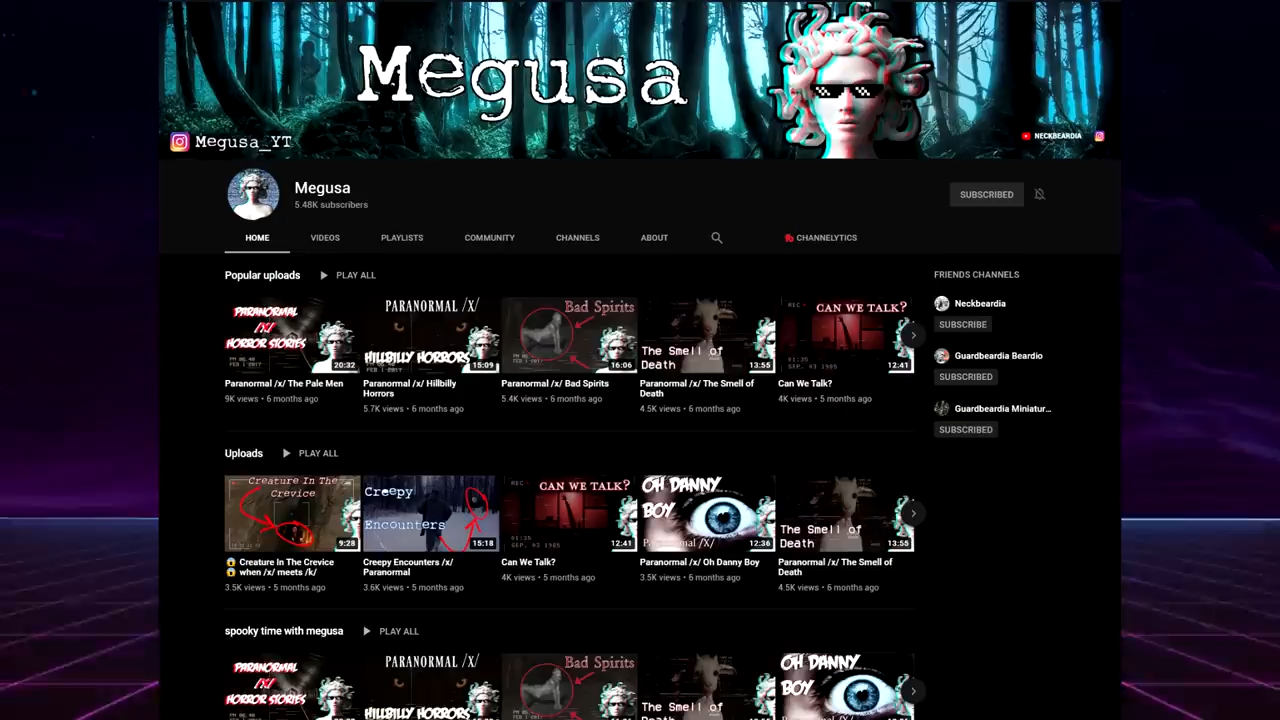 Megusa
Megusa_YT
NECKBEARDIA
Megusa
5.48K subscribers
SUBSCRIBED
HOME VIDEOS PLAYLISTS COMMUNITY CHANNELS ABOUT CHANNELYTICS
Popular uploads PLAY ALL
FRIENDS CHANNELS
Neckbeardia
SUBSCRIBE
Guardbeardia Beardio
SUBSCRIBED
Guardbeardia Miniatur...
SUBSCRIBED
PARANORMAL
/X/
HORROR STORIES
20:32
PARANORMAL /X/
HILLBILLY HORRORS
15:09
Bad Spirits
16:06
The Smell of
Death
13:55
REC
CAN WE TALK?
12:41
Paranormal /x/ The Pale Men
9K views • 6 months ago
Paranormal /x/ Hillbilly
Horrors
5.7K views • 6 months ago
Paranormal /x/ Bad Spirits
5.4K views • 6 months ago
Paranormal /x/ The Smell of
Death
4.5K views • 6 months ago
Can We Talk?
4K views • 5 months ago
Uploads PLAY ALL
Creature In The
Crevice
9:28
Creepy
Encounters
15:18
REC
CAN WE TALK?
12:41
OH DANNY
BOY
Paranormal /X/
12:36
The Smell of
Death
13:55
😱 Creature In The Crevice
😱 when /x/ meets /k/
3.5K views • 5 months ago
Creepy Encounters /x/
Paranormal
3.6K views • 5 months ago
Can We Talk?
4K views • 5 months ago
Paranormal /x/ Oh Danny Boy
3.5K views • 6 months ago
Paranormal /x/ The Smell of
Death
4.5K views • 6 months ago
spooky time with megusa PLAY ALL
PARANORMAL
/X/
HORROR STORIES
PARANORMAL /X/
HILLBILLY HORRORS
Bad Spirits
The Smell of
OH DANNY
BOY